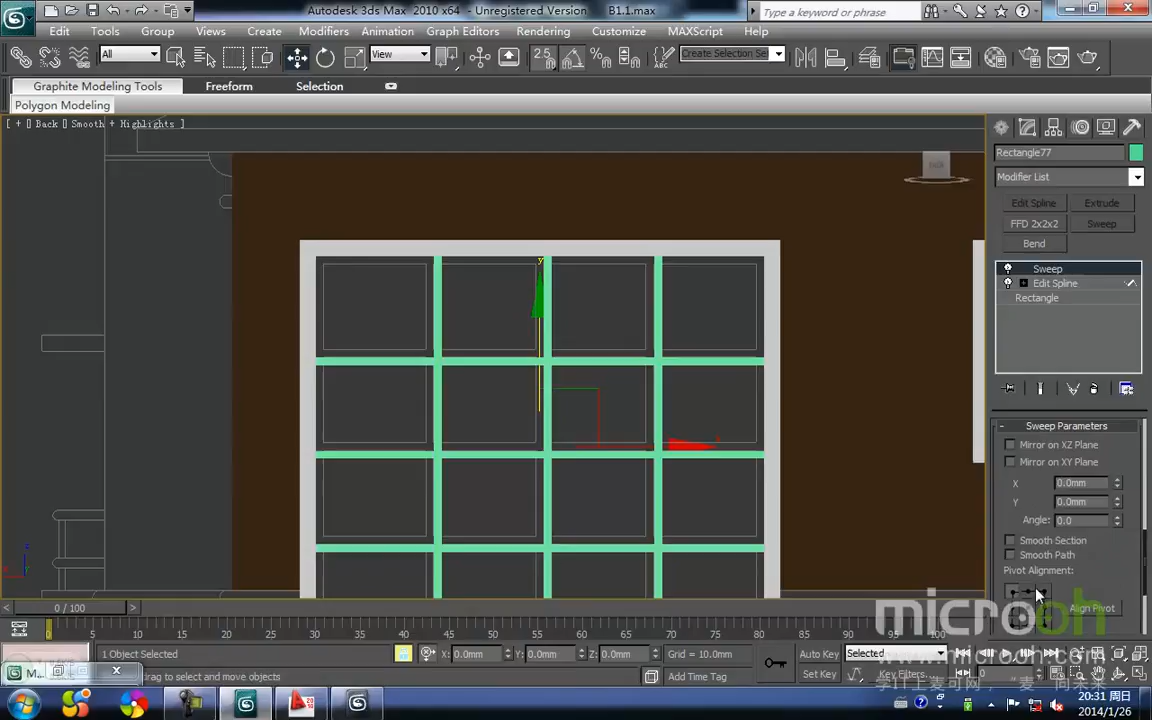 Autodesk 3ds Max 2010 x64 - Unregistered Version B1.1.max
Type a keyword or phrase
Edit Tools Group Views Create Modifiers Animation Graph Editors Rendering Customize MAXScript Help
All View 2.5 Create Selection Se
Graphite Modeling Tools Freeform Selection
Polygon Modeling
[ + ] Back [] Smooth + Highlights ]
Rectangle77
Modifier List
Edit Spline Extrude
FFD 2x2x2 Sweep
Bend
Sweep
Edit Spline
Rectangle
Sweep Parameters
Mirror on XZ Plane
Mirror on XY Plane
X 0.0mm
Y 0.0mm
Angle: 0.0
Smooth Section
Smooth Path
Pivot Alignment:
Align Pivot
y
microoh
www.microoh.com
0 / 100
0 5 10 15 20 25 30 35 40 45 50 55 60 65 70 75 80 85 90 95 100
1 Object Selected X: 0.0mm Y: 0.0mm Z: 0.0mm Grid = 10.0mm Auto Key Selected
M... drag to select and move objects Add Time Tag Set Key Key Filters... 0
20:31 周日
2014/1/26